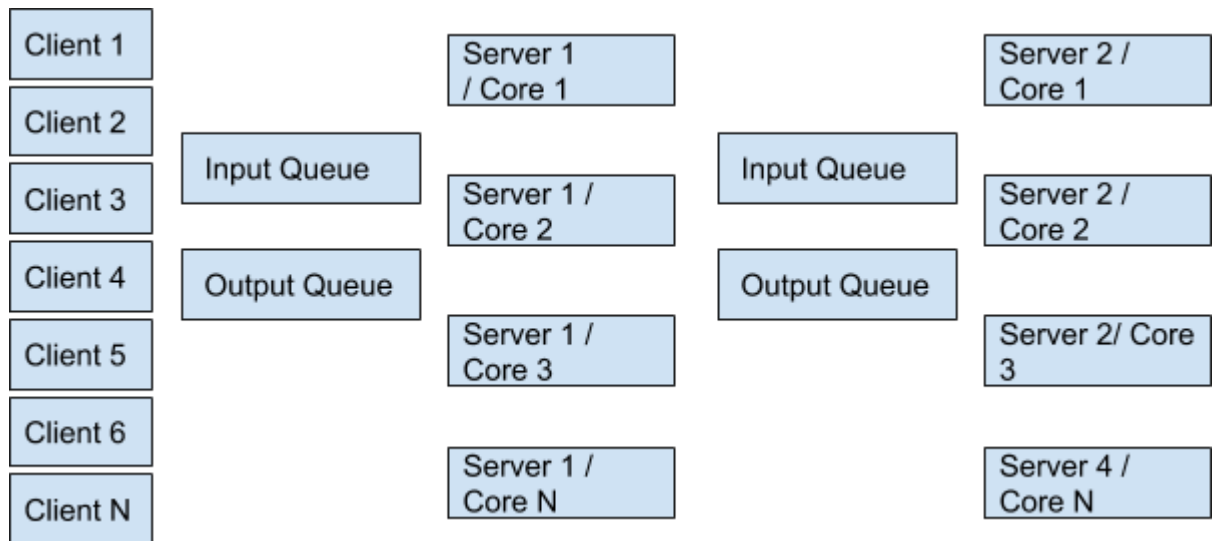 Client 1
Client 2
Client 3
Client 4
Client 5
Client 6
Client N
Input Queue
Output Queue
Server 1
/ Core 1
Server 1 /
Core 2
Server 1 /
Core 3
Server 1 /
Core N
Input Queue
Output Queue
Server 2 /
Core 1
Server 2 /
Core 2
Server 2/ Core
3
Server 4 /
Core N